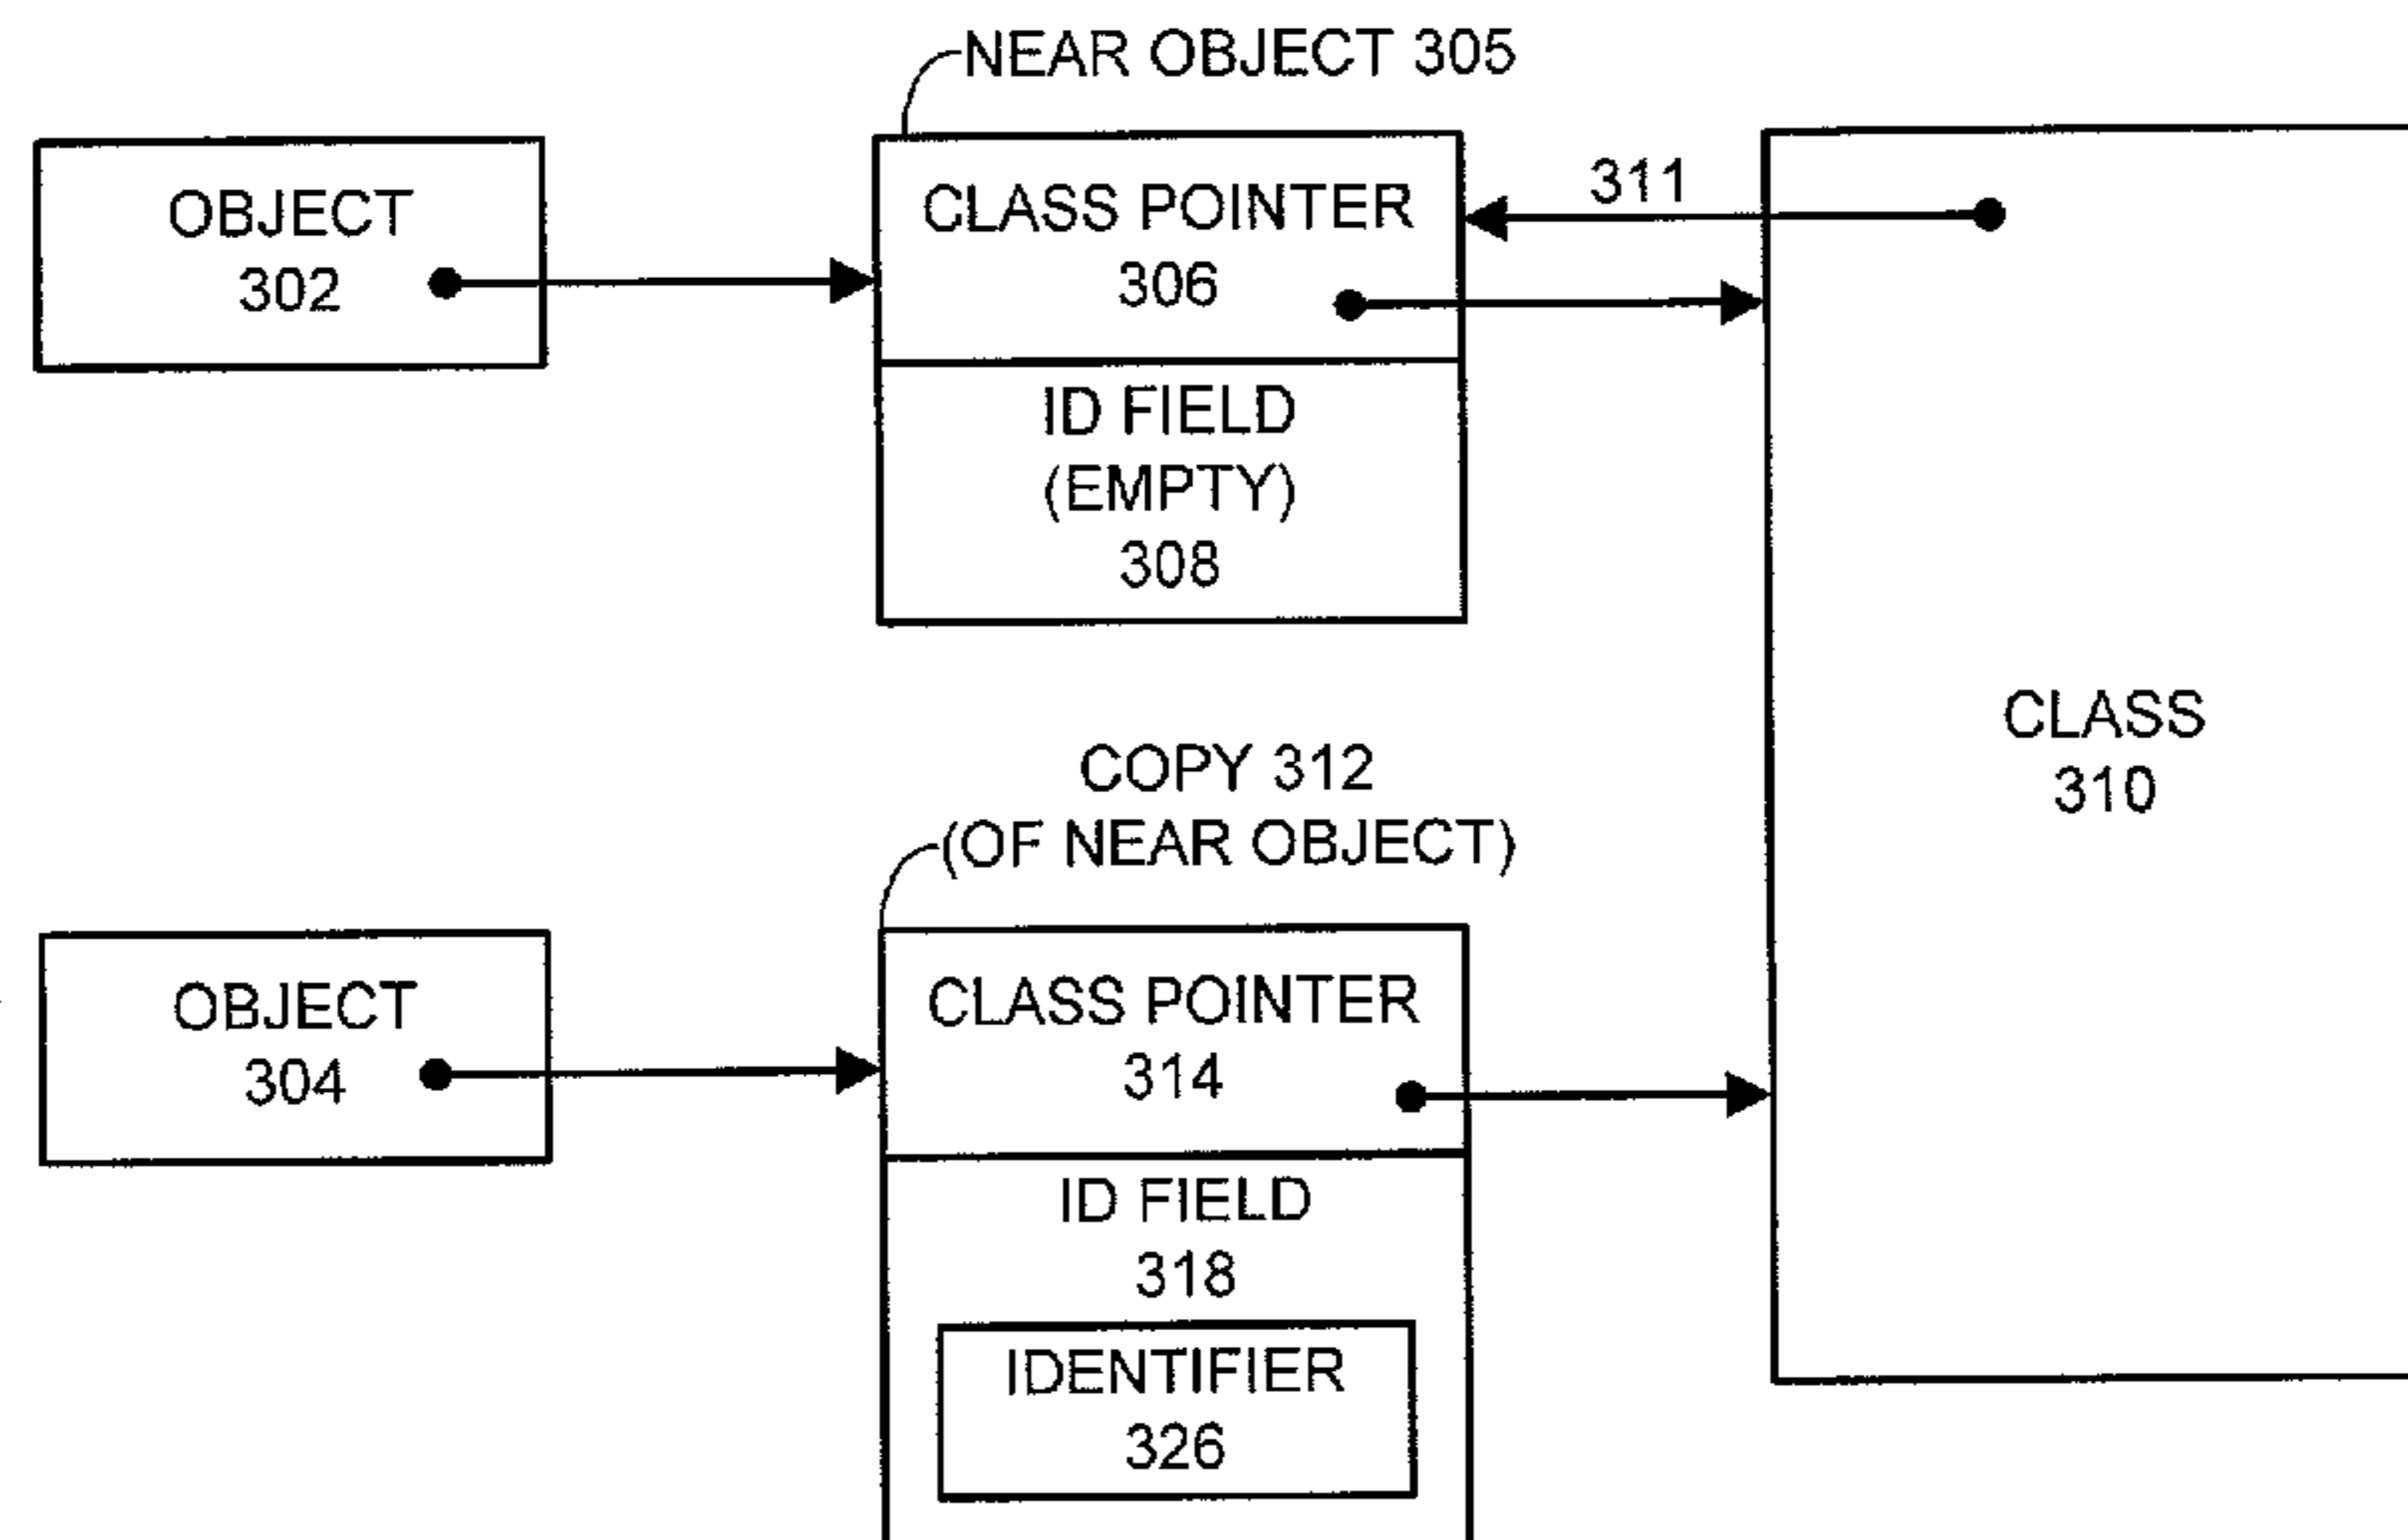 NEAR OBJECT 305
OBJECT
302
CLASS POINTER
306
311
ID FIELD
(EMPTY)
308
CLASS
310
COPY 312
(OF NEAR OBJECT)
OBJECT
304
CLASS POINTER
314
ID FIELD
318
IDENTIFIER
326